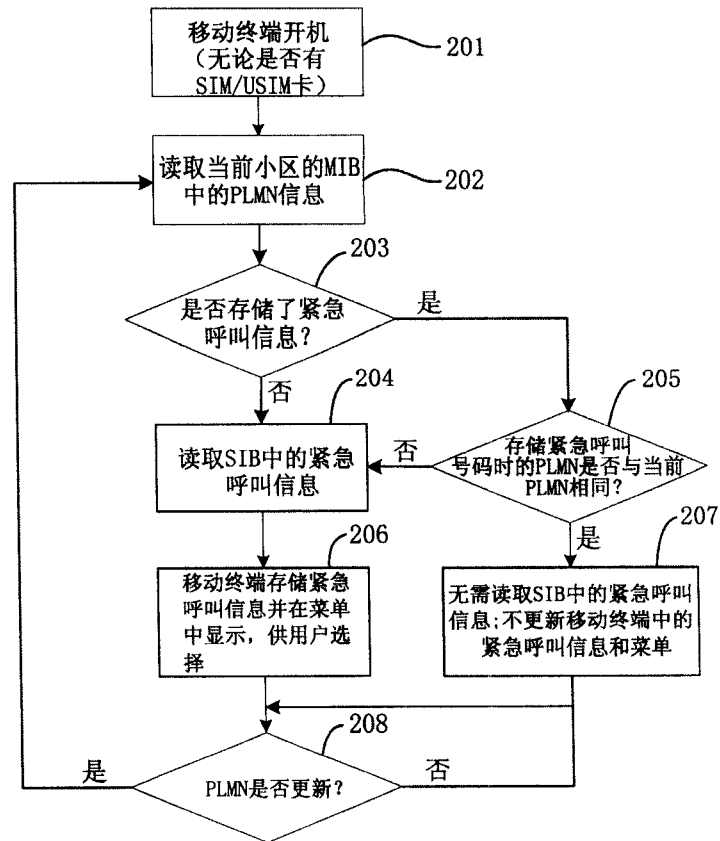 移动终端开机
（无论是否有
SIM/USIM卡）
201
读取当前小区的MIB
中的PLMN信息
202
203
是否存储了紧急
呼叫信息？
是
否
204
205
读取SIB中的紧急
呼叫信息
否
存储紧急呼叫
号码时的PLMN是否与当前
PLMN相同？
206
是
207
移动终端存储紧急
呼叫信息并在菜单
中显示，供用户选
择
无需读取SIB中的紧急呼叫
信息；不更新移动终端中的
紧急呼叫信息和菜单
208
是
PLMN是否更新？
否